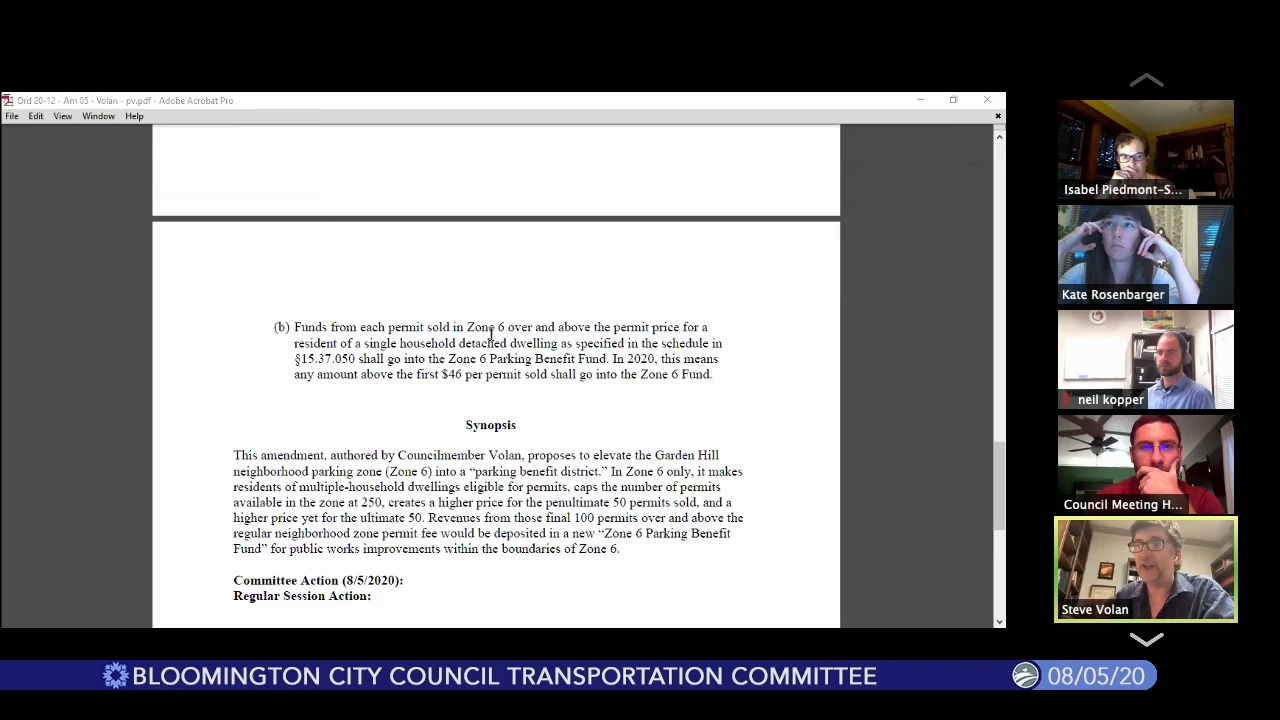 Ord 20-12 - Am 05 - Volan - pv.pdf - Adobe Acrobat Pro
File Edit View Window Help
(b) Funds from each permit sold in Zone 6 over and above the permit price for a
resident of a single household detached dwelling as specified in the schedule in
§15.37.050 shall go into the Zone 6 Parking Benefit Fund. In 2020, this means
any amount above the first $46 per permit sold shall go into the Zone 6 Fund.
Synopsis
This amendment, authored by Councilmember Volan, proposes to elevate the Garden Hill
neighborhood parking zone (Zone 6) into a “parking benefit district.” In Zone 6 only, it makes
residents of multiple-household dwellings eligible for permits, caps the number of permits
available in the zone at 250, creates a higher price for the penultimate 50 permits sold, and a
higher price yet for the ultimate 50. Revenues from those final 100 permits over and above the
regular neighborhood zone permit fee would be deposited in a new “Zone 6 Parking Benefit
Fund” for public works improvements within the boundaries of Zone 6.
Committee Action (8/5/2020):
Regular Session Action:
Isabel Piedmont-S...
Kate Rosenbarger
neil kopper
Council Meeting H...
Steve Volan
BLOOMINGTON CITY COUNCIL TRANSPORTATION COMMITTEE
08/05/20